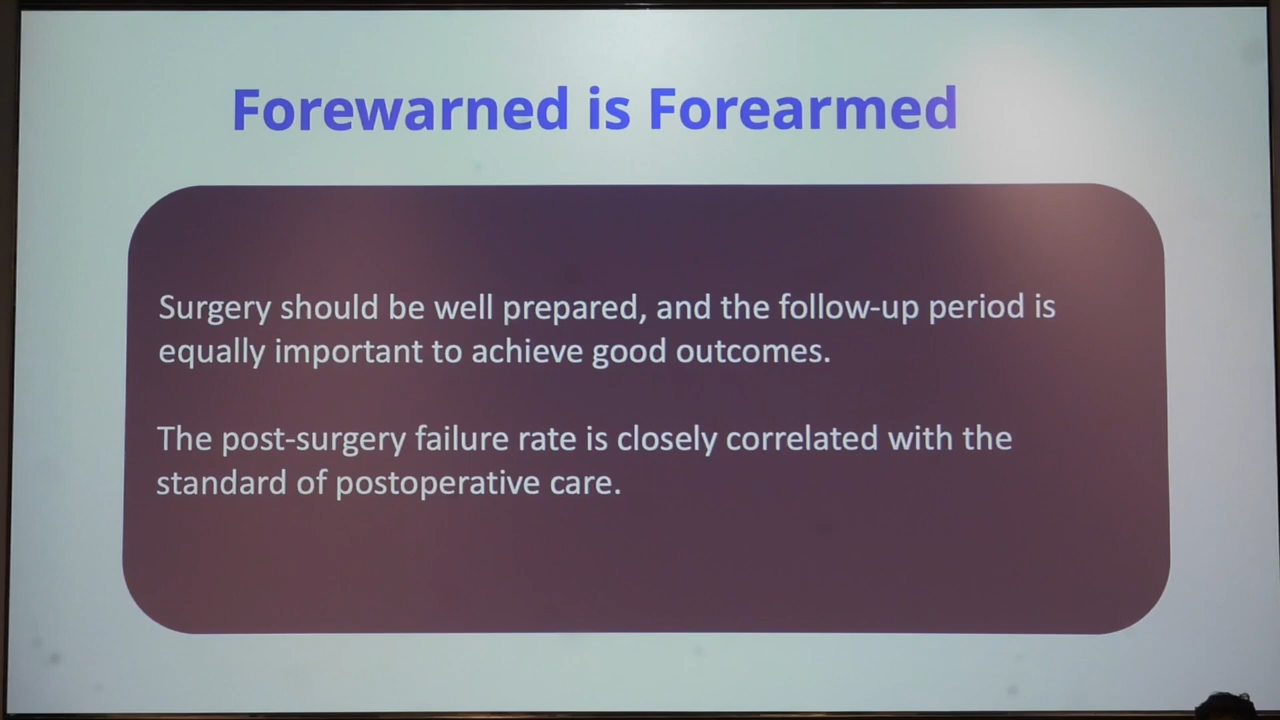 Forewarned is Forearmed
Surgery should be well prepared, and the follow-up period is
equally important to achieve good outcomes.
The post-surgery failure rate is closely correlated with the
standard of postoperative care.